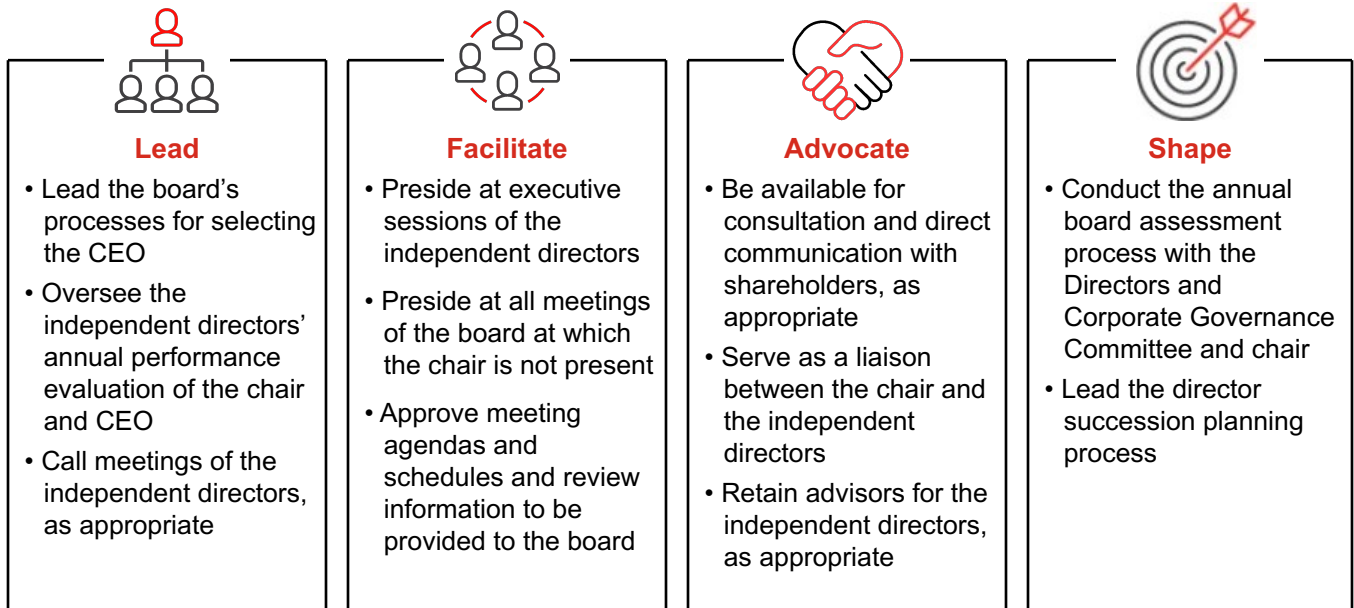 Lead
• Lead the board’s
processes for selecting
the CEO
• Oversee the
independent directors’
annual performance
evaluation of the chair
and CEO
• Call meetings of the
independent directors,
as appropriate
Facilitate
• Preside at executive
sessions of the
independent directors
• Preside at all meetings
of the board at which
the chair is not present
• Approve meeting
agendas and
schedules and review
information to be
provided to the board
Advocate
• Be available for
consultation and direct
communication with
shareholders, as
appropriate
• Serve as a liaison
between the chair and
the independent
directors
• Retain advisors for the
independent directors,
as appropriate
Shape
• Conduct the annual
board assessment
process with the
Directors and
Corporate Governance
Committee and chair
• Lead the director
succession planning
process